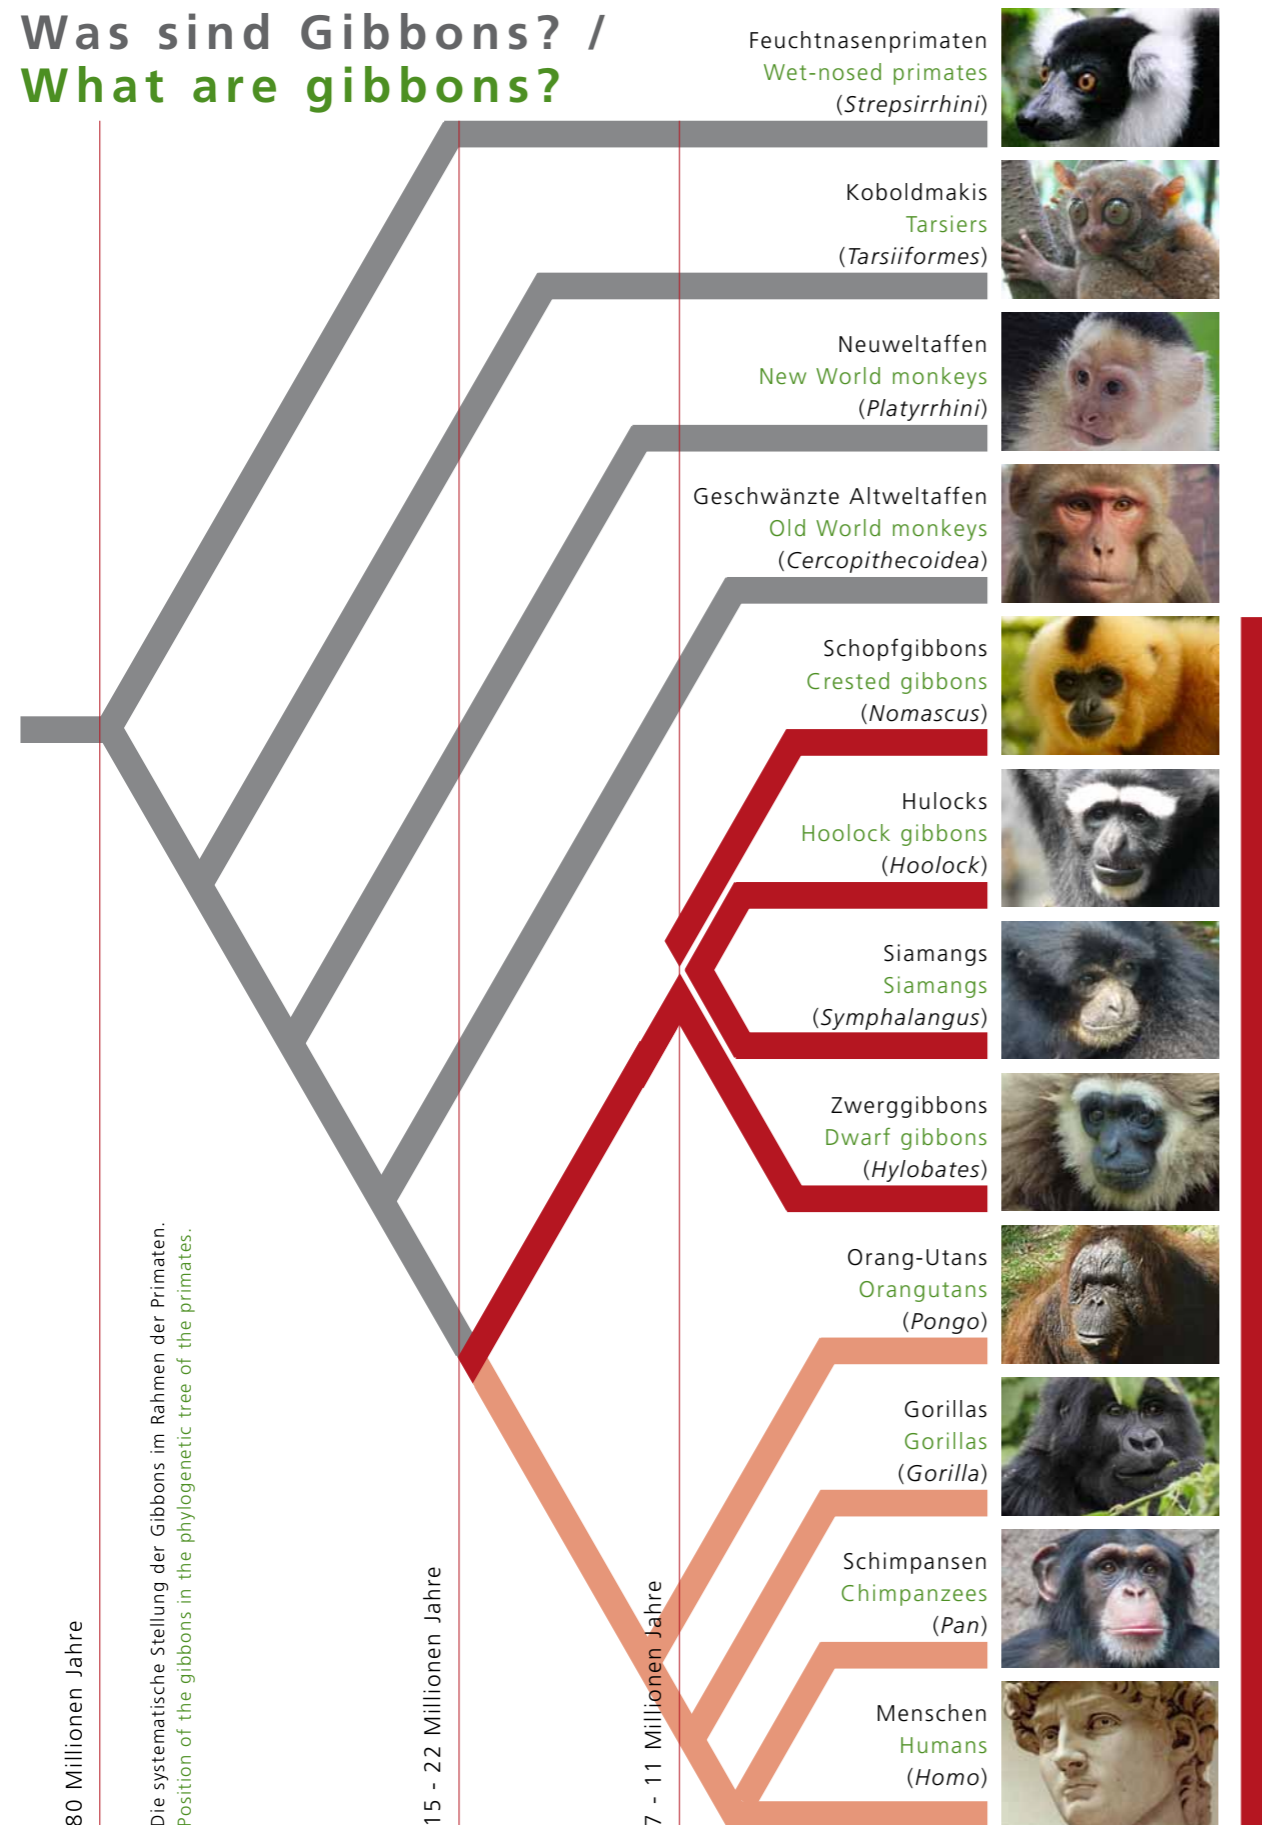 Was sind Gibbons? /
What are gibbons?
Feuchtnasenprimaten
Wet-nosed primates
(Strepsirrhini)
Koboldmakis
Tarsiers
(Tarsiiformes)
Neuweltaffen
New World monkeys
(Platyrrhini)
Geschwänzte Altweltaffen
Old World monkeys
(Cercopithecoidea)
Schopfgibbons
Crested gibbons
(Nomascus)
Hulocks
Hoolock gibbons
(Hoolock)
Siamangs
Siamangs
(Symphalangus)
Zwerggibbons
Dwarf gibbons
(Hylobates)
Orang-Utans
Orangutans
(Pongo)
Gorillas
Gorillas
(Gorilla)
Schimpansen
Chimpanzees
(Pan)
Menschen
Humans
(Homo)
80 Millionen Jahre
Die systematische Stellung der Gibbons im Rahmen der Primaten.
Position of the gibbons in the phylogenetic tree of the primates.
15 - 22 Millionen Jahre
7 - 11 Millionen Jahre